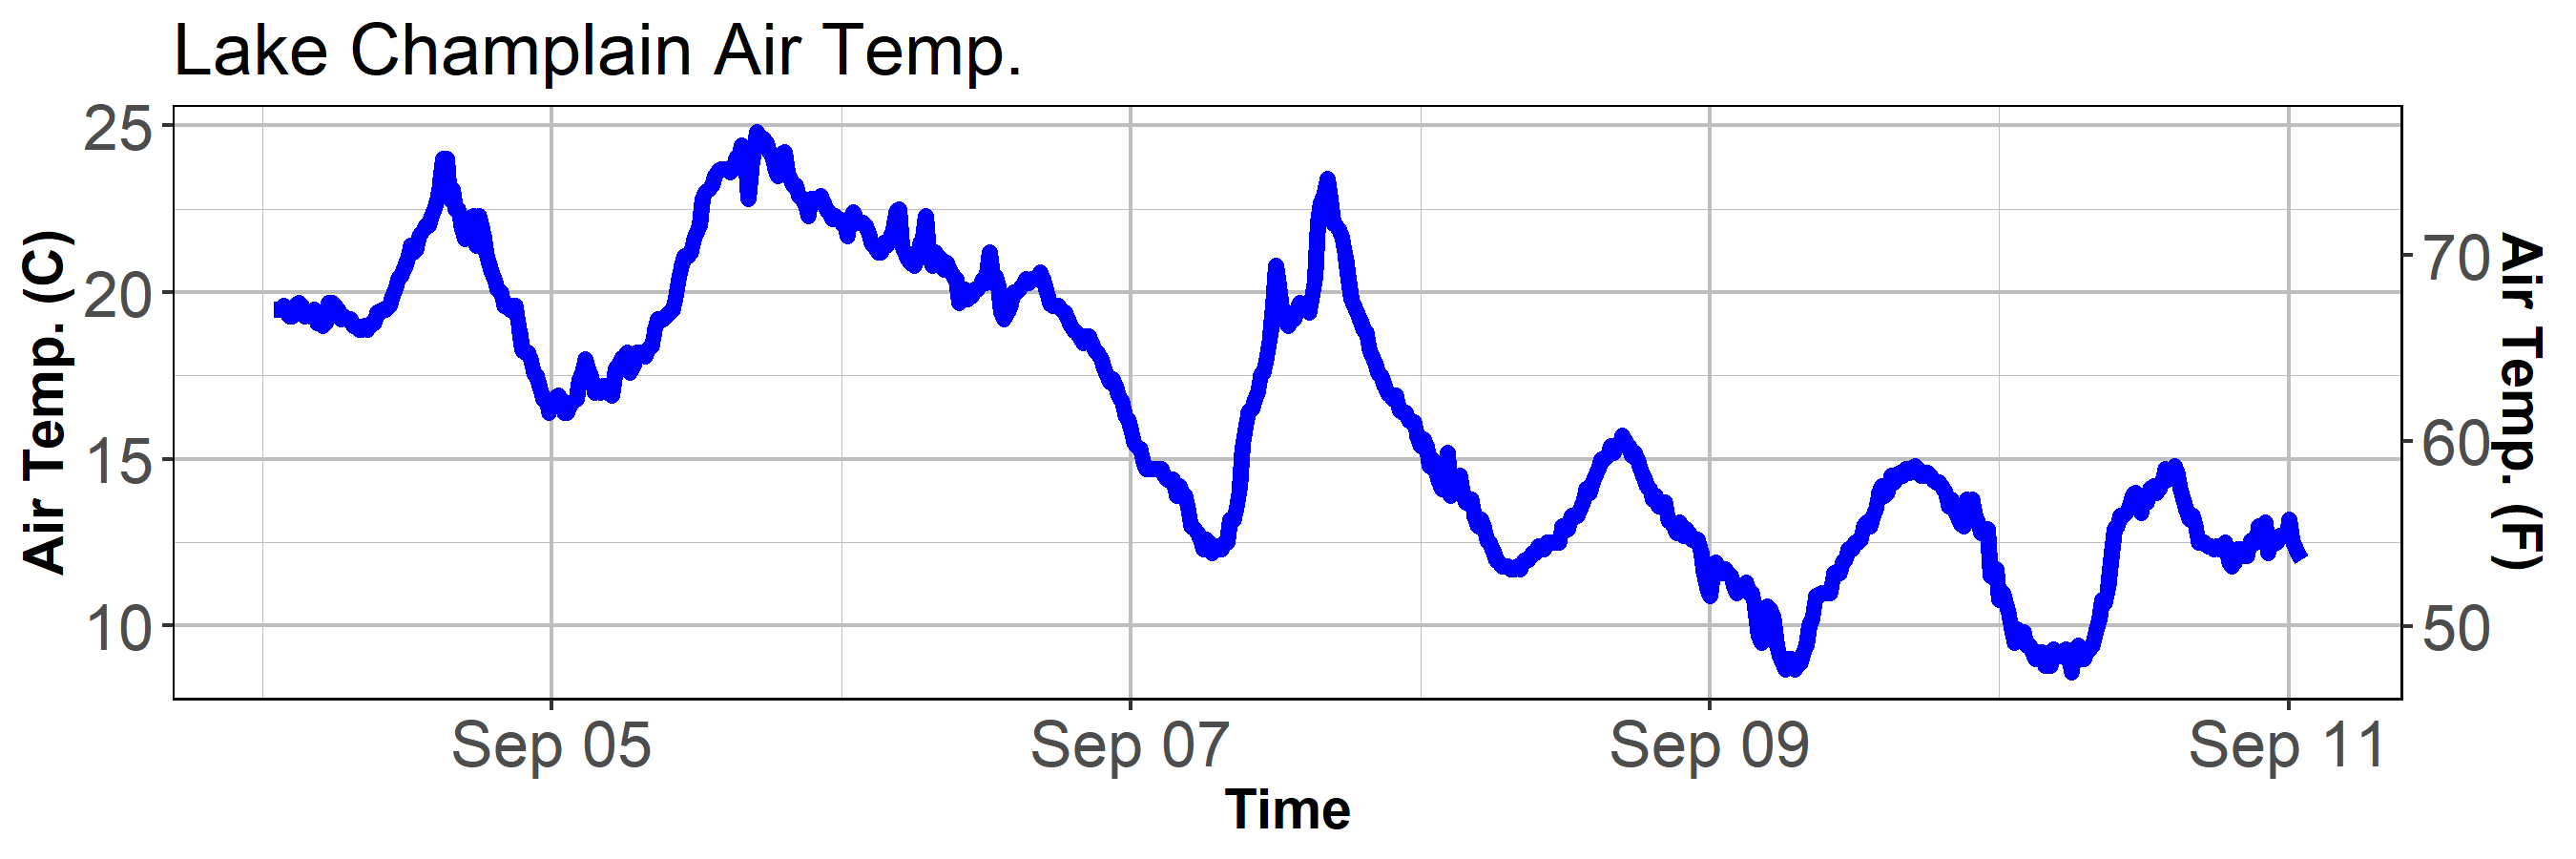 Lake Champlain Air Temp.
25
20
15
10
Air Temp. (C)
70
60
50
Air Temp. (F)
Sep 05 Sep 07 Sep 09 Sep 11
Time